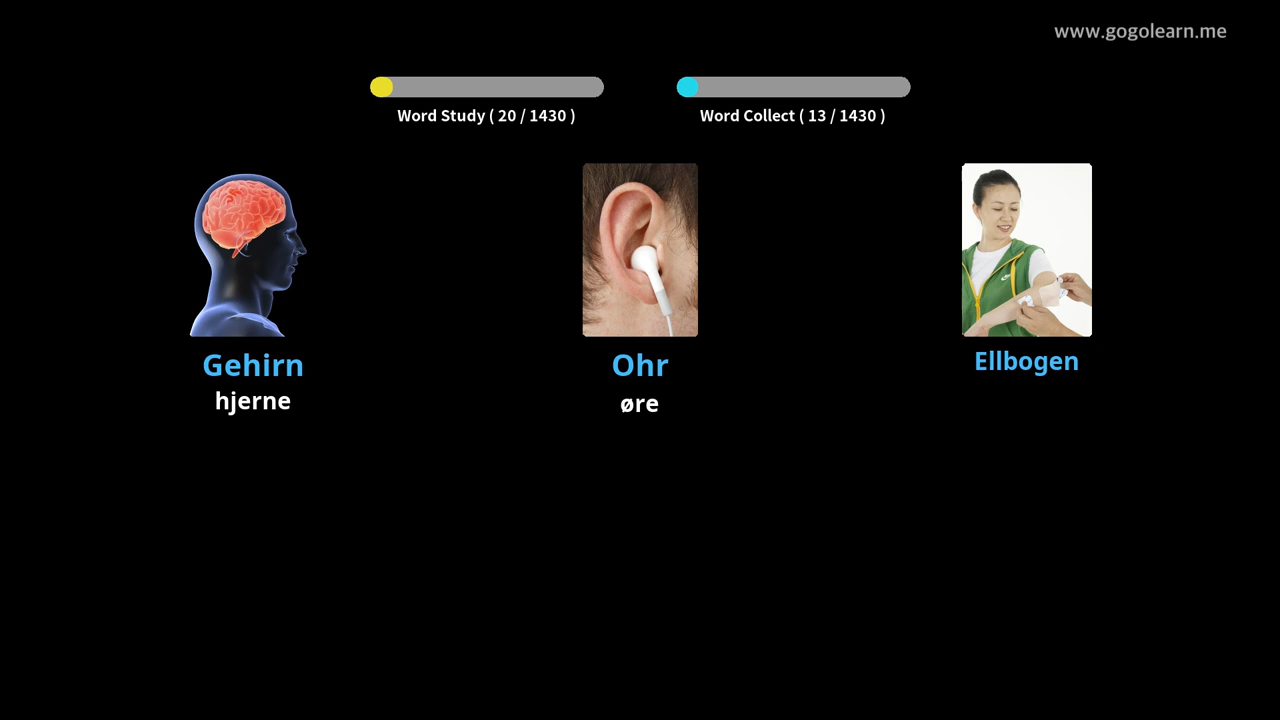 www.gogolearn.me
Word Study ( 20 / 1430 )
Word Collect ( 13 / 1430 )
Gehirn
hjerne
Ohr
øre
Ellbogen